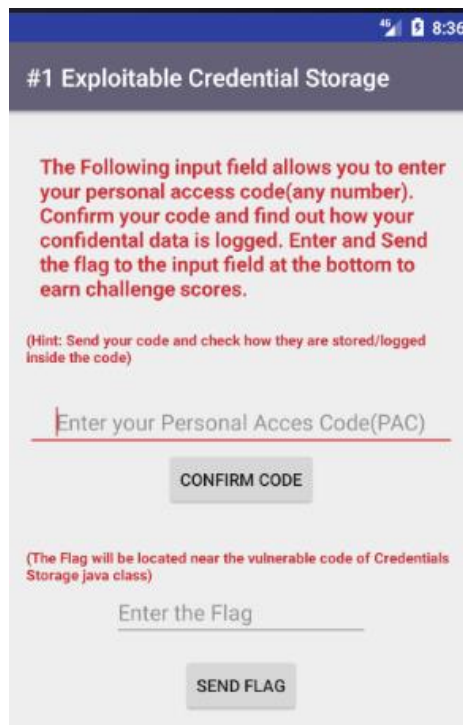 4G 8:36
#1 Exploitable Credential Storage
The Following input field allows you to enter
your personal access code(any number).
Confirm your code and find out how your
confidental data is logged. Enter and Send
the flag to the input field at the bottom to
earn challenge scores.
(Hint: Send your code and check how they are stored/logged
inside the code)
Enter your Personal Acces Code(PAC)
CONFIRM CODE
(The Flag will be located near the vulnerable code of Credentials
Storage java class)
Enter the Flag
SEND FLAG